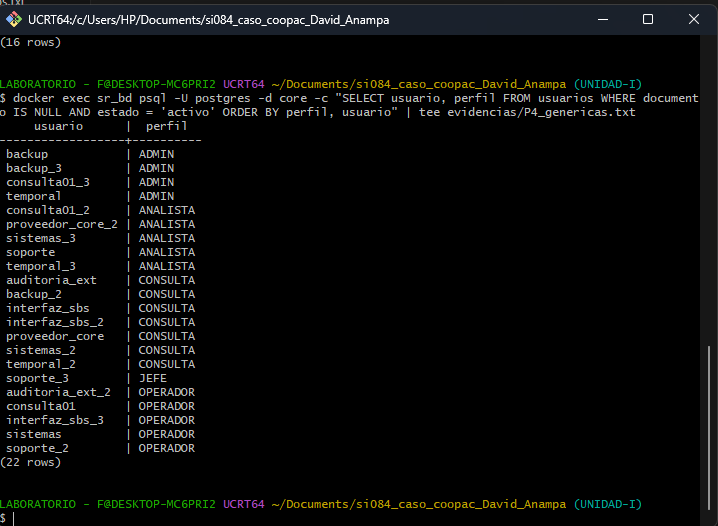 UCRT64:/c/Users/HP/Documents/si084_caso_coopac_David_Anampa
(16 rows)
LABORATORIO - F@DESKTOP-MC6PRI2 UCRT64 ~/Documents/si084_caso_coopac_David_Anampa (UNIDAD-I)
$ docker exec sr_bd psql -U postgres -d core -c "SELECT usuario, perfil FROM usuarios WHERE document
o IS NULL AND estado = 'activo' ORDER BY perfil, usuario" | tee evidencias/P4_genericas.txt
     usuario      |  perfil
------------------+----------
 backup           | ADMIN
 backup_3         | ADMIN
 consulta01_3     | ADMIN
 temporal         | ADMIN
 consulta01_2     | ANALISTA
 proveedor_core_2 | ANALISTA
 sistemas_3       | ANALISTA
 soporte          | ANALISTA
 temporal_3       | ANALISTA
 auditoria_ext    | CONSULTA
 backup_2         | CONSULTA
 interfaz_sbs     | CONSULTA
 interfaz_sbs_2   | CONSULTA
 proveedor_core   | CONSULTA
 sistemas_2       | CONSULTA
 temporal_2       | CONSULTA
 soporte_3        | JEFE
 auditoria_ext_2  | OPERADOR
 consulta01       | OPERADOR
 interfaz_sbs_3   | OPERADOR
 sistemas         | OPERADOR
 soporte_2        | OPERADOR
(22 rows)
LABORATORIO - F@DESKTOP-MC6PRI2 UCRT64 ~/Documents/si084_caso_coopac_David_Anampa (UNIDAD-I)
$